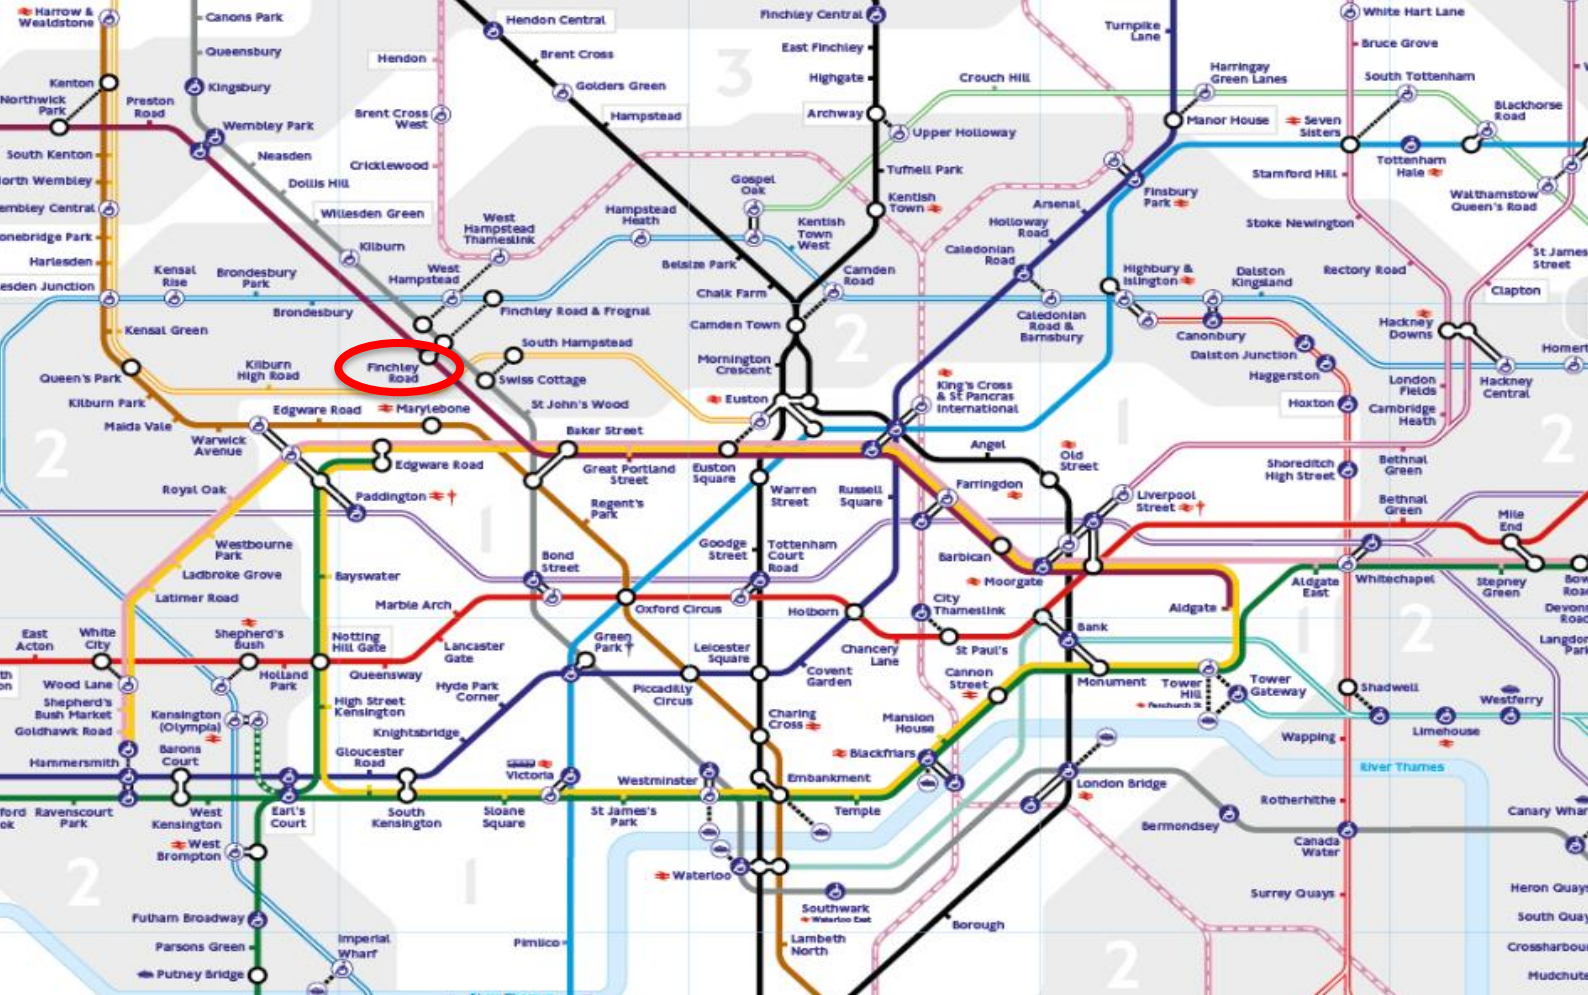 Harrow &
Wealdstone
Canons Park
Queensbury
Kingsbury
Kenton
Northwick
Park
Preston
Road
Wembley Park
South Kenton
Neasden
Dollis Hill
Willesden Green
Kilburn
Harlesden
Kensal
Rise
Brondesbury
Park
Brondesbury
Kensal Green
Queen's Park
Kilburn Park
Maida Vale
Kilburn
High Road
Warwick
Avenue
Edgware Road
Marylebone
Hendon
Brent Cross
West
Cricklewood
West
Hampstead
Thameslink
West
Hampstead
Finchley Road & Frognal
Finchley
Road
South Hampstead
Swiss Cottage
St John's Wood
Hendon Central
Brent Cross
Golders Green
Hampstead
Hampstead
Heath
Belsize Park
Chalk Farm
Camden Town
Mornington
Crescent
Euston
3
Finchley Central
East Finchley
Highgate
Archway
Upper Holloway
Tufnell Park
Kentish
Town
Gospel
Oak
Kentish
Town
West
Camden
Road
2
Crouch Hill
Turnpike
Lane
Harringay
Green Lanes
Manor House
Finsbury
Park
Arsenal
Holloway
Road
Caledonian
Road
Caledonian
Road &
Barnsbury
Highbury &
Islington
Canonbury
Dalston
Kingsland
Dalston Junction
Haggerston
Hoxton
White Hart Lane
Bruce Grove
South Tottenham
Seven
Sisters
Tottenham
Hale
Blackhorse
Road
Stamford Hill
Walthamstow
Queen's Road
Stoke Newington
St James
Street
Rectory Road
Clapton
Hackney
Downs
Hackney
Central
London
Fields
Cambridge
Heath
Bethnal
Green
2
1
2
King's Cross
& St Pancras
International
Angel
Old
Street
Shoreditch
High Street
Liverpool
Street
Bethnal
Green
Mile
End
Baker Street
Great Portland
Street
Euston
Square
Warren
Street
Russell
Square
Farringdon
Barbican
Moorgate
Edgware Road
Paddington
Royal Oak
Westbourne
Park
Ladbroke Grove
Latimer Road
Bayswater
Regent's
Park
1
Bond
Street
Goodge
Street
Tottenham
Court
Road
Oxford Circus
Holborn
Marble Arch
Lancaster
Gate
Queensway
Notting
Hill Gate
Holland
Park
Shepherd's
Bush
White
City
East
Acton
Wood Lane
Shepherd's
Bush Market
Goldhawk Road
Hammersmith
Kensington
(Olympia)
Barons
Court
High Street
Kensington
Gloucester
Road
Knightsbridge
Hyde Park
Corner
Green
Park
Leicester
Square
Piccadilly
Circus
Covent
Garden
Chancery
Lane
City
Thameslink
St Paul's
Bank
Cannon
Street
Monument
Mansion
House
Blackfriars
Aldgate
Aldgate
East
Whitechapel
Stepney
Green
1
2
Tower
Hill
Fenchurch St
Tower
Gateway
Shadwell
Limehouse
Westferry
Wapping
River Thames
Rotherhithe
Canada
Water
Surrey Quays
Bermondsey
London Bridge
Borough
Charing
Cross
Embankment
Temple
Westminster
St James's
Park
Victoria
Sloane
Square
South
Kensington
Earl's
Court
West
Kensington
Ravenscourt
Park
West
Brompton
2
1
Waterloo
Southwark
Waterloo East
Lambeth
North
Pimlico
Fulham Broadway
Parsons Green
Putney Bridge
Imperial
Wharf
2